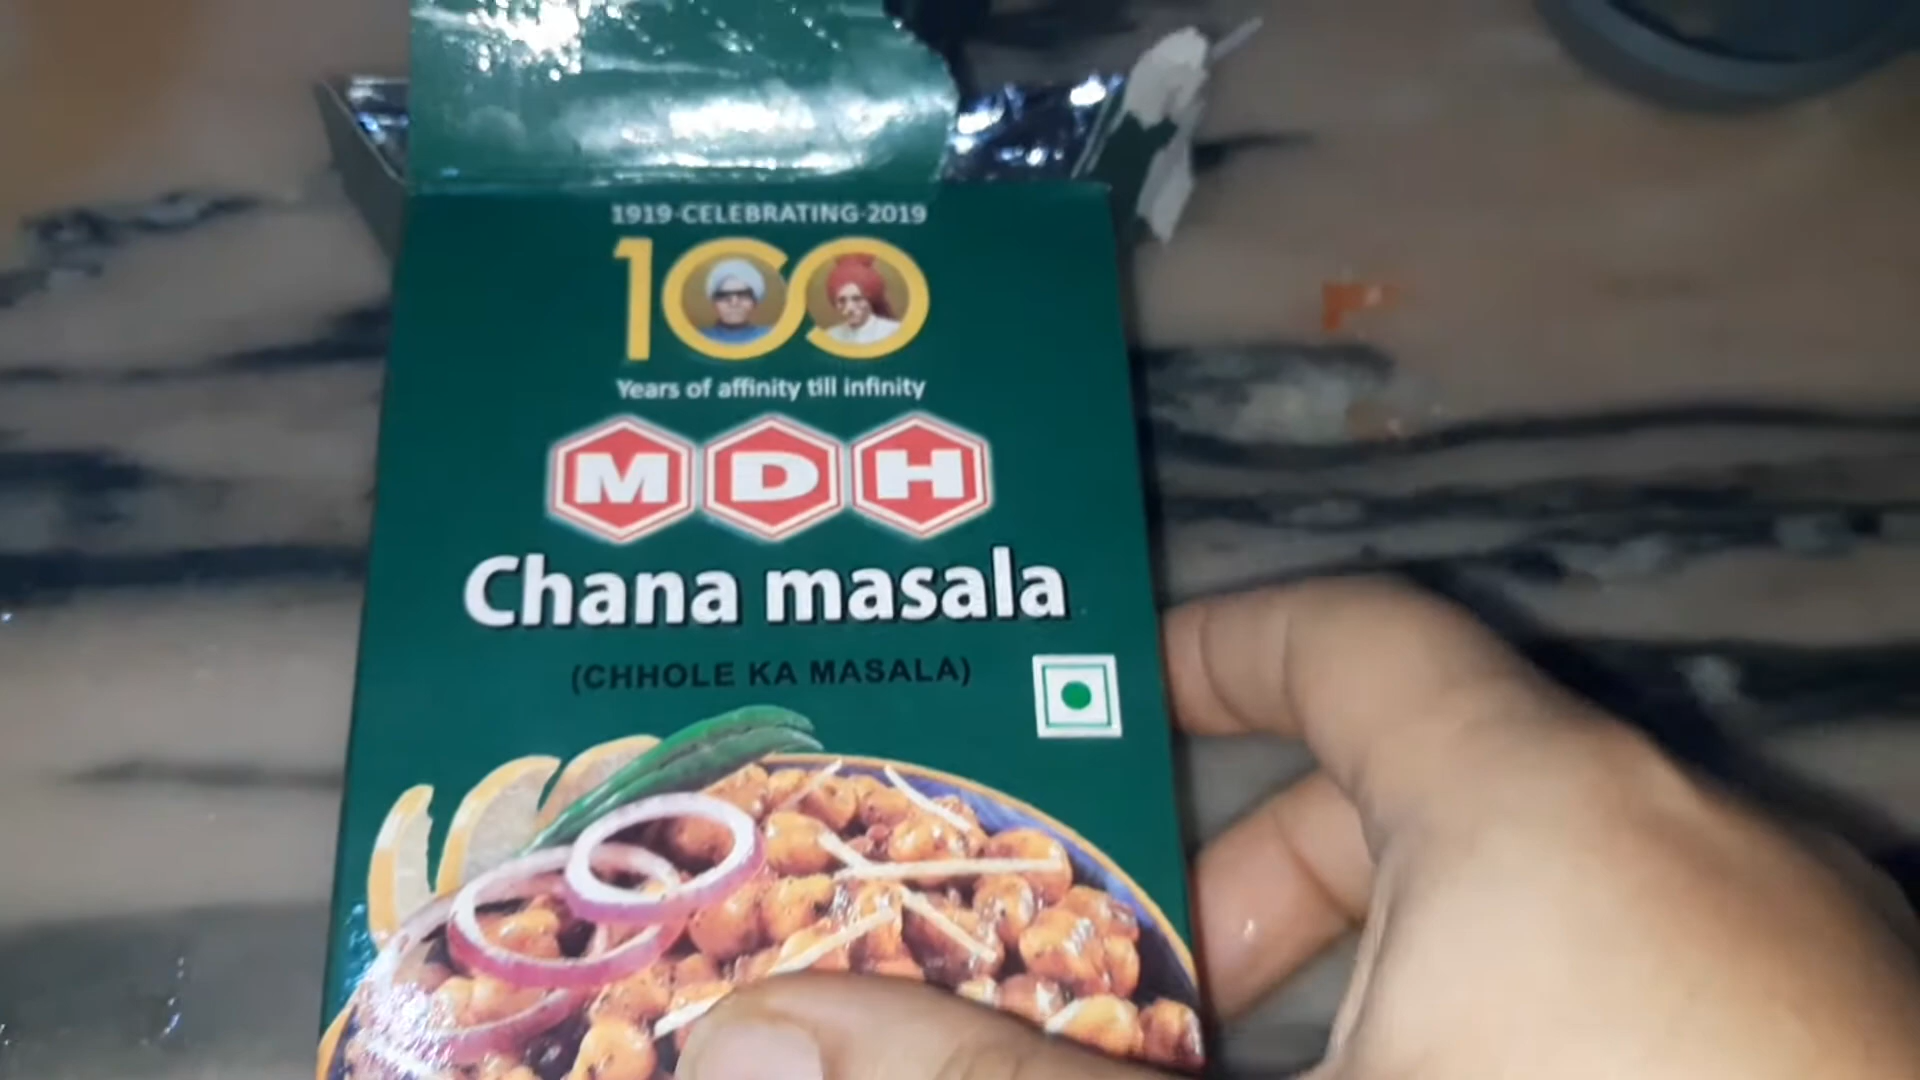 1919-CELEBRATING-2019
100
Years of affinity till infinity
MDH
Chana masala
(CHHOLE KA MASALA)